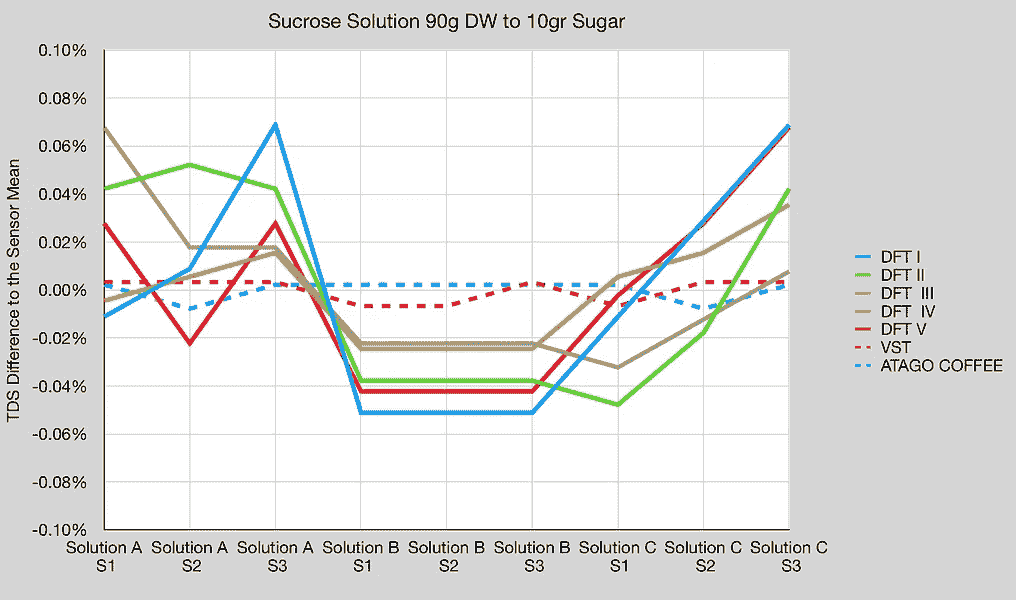 Sucrose Solution 90g DW to 10gr Sugar
TDS Difference to the Sensor Mean
0.10%
0.08%
0.06%
0.04%
0.02%
0.00%
-0.02%
-0.04%
-0.06%
-0.08%
-0.10%
Solution A S1
Solution A S2
Solution A S3
Solution B S1
Solution B S2
Solution B S3
Solution C S1
Solution C S2
Solution C S3
DFT I
DFT II
DFT III
DFT IV
DFT V
VST
ATAGO COFFEE